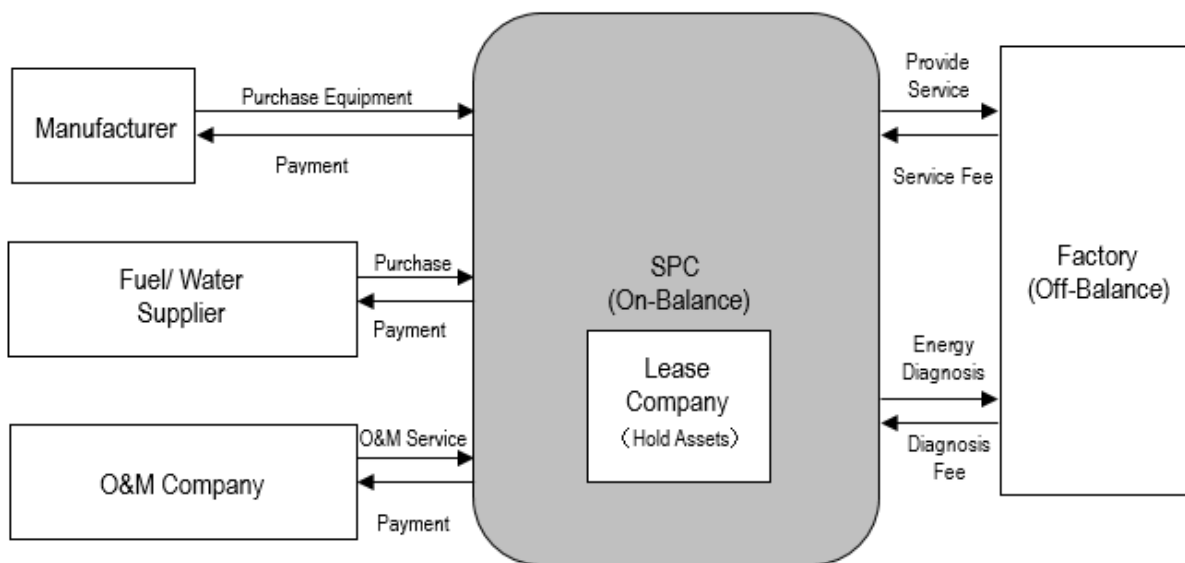 Manufacturer
Purchase Equipment
Payment
Fuel/ Water
Supplier
Purchase
Payment
O&M Company
O&M Service
Payment
SPC
(On-Balance)
Lease
Company
（Hold Assets）
Provide
Service
Service Fee
Energy
Diagnosis
Diagnosis
Fee
Factory
(Off-Balance)